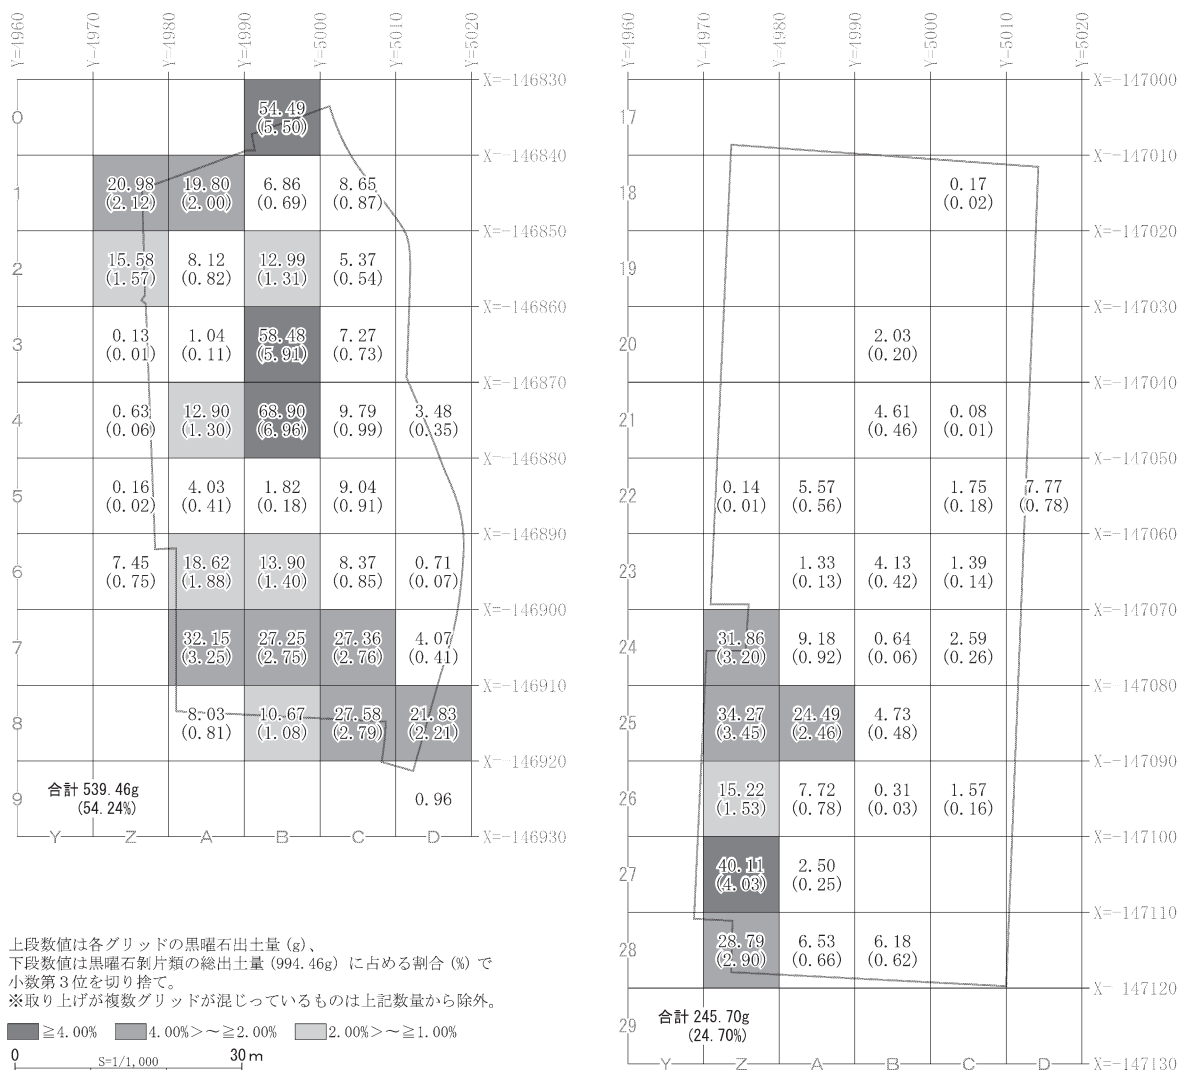 Y=4960 Y-4970 Y=4980 Y=4990 Y=5000 Y=5010 Y=5020
X=-146830
0
54.49
(5.50)
X=-146840
1
20.98 19.80 6.86 8.65
(2.12) (2.00) (0.69) (0.87)
X=-146850
2
15.58 8.12 12.99 5.37
(1.57) (0.82) (1.31) (0.54)
X=-146860
3
0.13 1.04 58.48 7.27
(0.01) (0.11) (5.91) (0.73)
X=-146870
4
0.63 12.90 68.90 9.79 3.48
(0.06) (1.30) (6.96) (0.99) (0.35)
X=-146880
5
0.16 4.03 1.82 9.04
(0.02) (0.41) (0.18) (0.91)
X=-146890
6
7.45 18.62 13.90 8.37 0.71
(0.75) (1.88) (1.40) (0.85) (0.07)
X=-146900
7
32.15 27.25 27.36 4.07
(3.25) (2.75) (2.76) (0.41)
X=-146910
8
8.03 10.67 27.58 21.83
(0.81) (1.08) (2.79) (2.21)
X=-146920
9
合計 539.46g 0.96
(54.24%)
X=-146930
Y Z A B C D
上段数値は各グリッドの黒曜石出土量 (g)、
下段数値は黒曜石剝片類の総出土量 (994.46g) に占める割合 (%) で
小数第3位を切り捨て。
※取り上げが複数グリッドが混じっているものは上記数量から除外。
≧4.00% 4.00%>～≧2.00% 2.00%>～≧1.00%
0 S=1/1,000 30m
Y=4960 Y-4970 Y=4980 Y=4990 Y=5000 Y-5010 Y=5020
X=-147000
17
X=-147010
18
0.17
(0.02)
X=-147020
19
X=-147030
20
2.03
(0.20)
X=-147040
21
4.61 0.08
(0.46) (0.01)
X=-147050
22
0.14 5.57 1.75 7.77
(0.01) (0.56) (0.18) (0.78)
X=-147060
23
1.33 4.13 1.39
(0.13) (0.42) (0.14)
X=-147070
24
31.86 9.18 0.64 2.59
(3.20) (0.92) (0.06) (0.26)
X=-147080
25
34.27 24.49 4.73
(3.45) (2.46) (0.48)
X=-147090
26
15.22 7.72 0.31 1.57
(1.53) (0.78) (0.03) (0.16)
X=-147100
27
40.11 2.50
(4.03) (0.25)
X=-147110
28
28.79 6.53 6.18
(2.90) (0.66) (0.62)
X=-147120
29
合計 245.70g
(24.70%)
X=-147130
Y Z A B C D